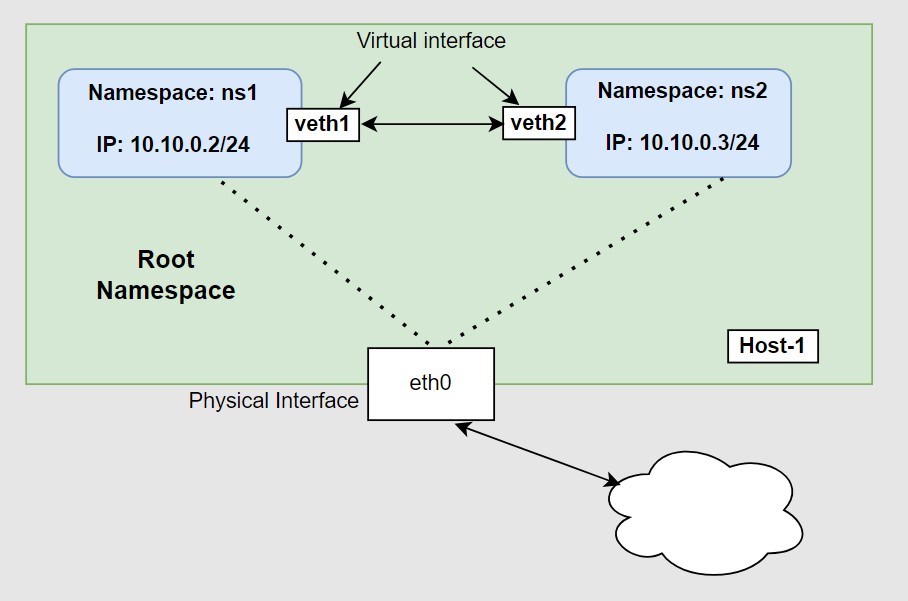 Virtual interface
Namespace: ns1
IP: 10.10.0.2/24
veth1
veth2
Namespace: ns2
IP: 10.10.0.3/24
Root
Namespace
Host-1
eth0
Physical Interface